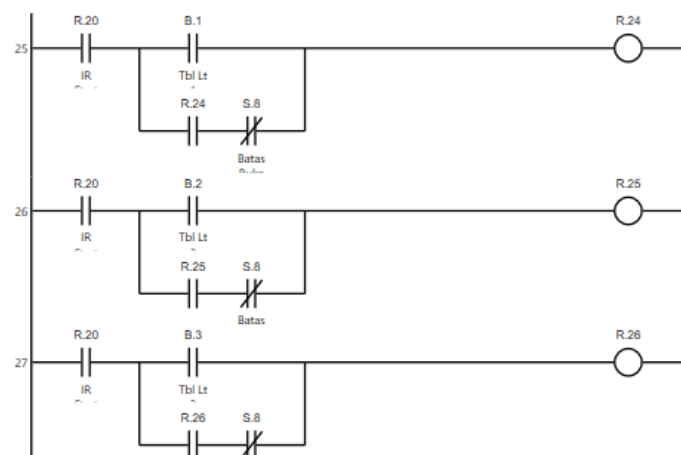 R.20 B.1 R.24
25
IR Tbl Lt
R.24 S.8
Batas
R.20 B.2 R.25
26
IR Tbl Lt
R.25 S.8
Batas
R.20 B.3 R.26
27
IR Tbl Lt
R.26 S.8